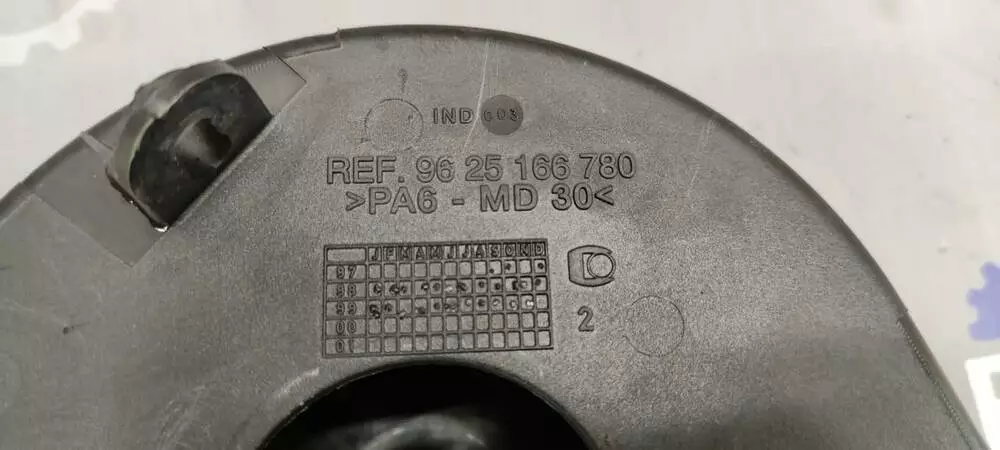 IND 003
REF. 96 25 166 780
>PA6 - MD 30<
J F M A M J J A S O N D
97
98
99
00
01
2